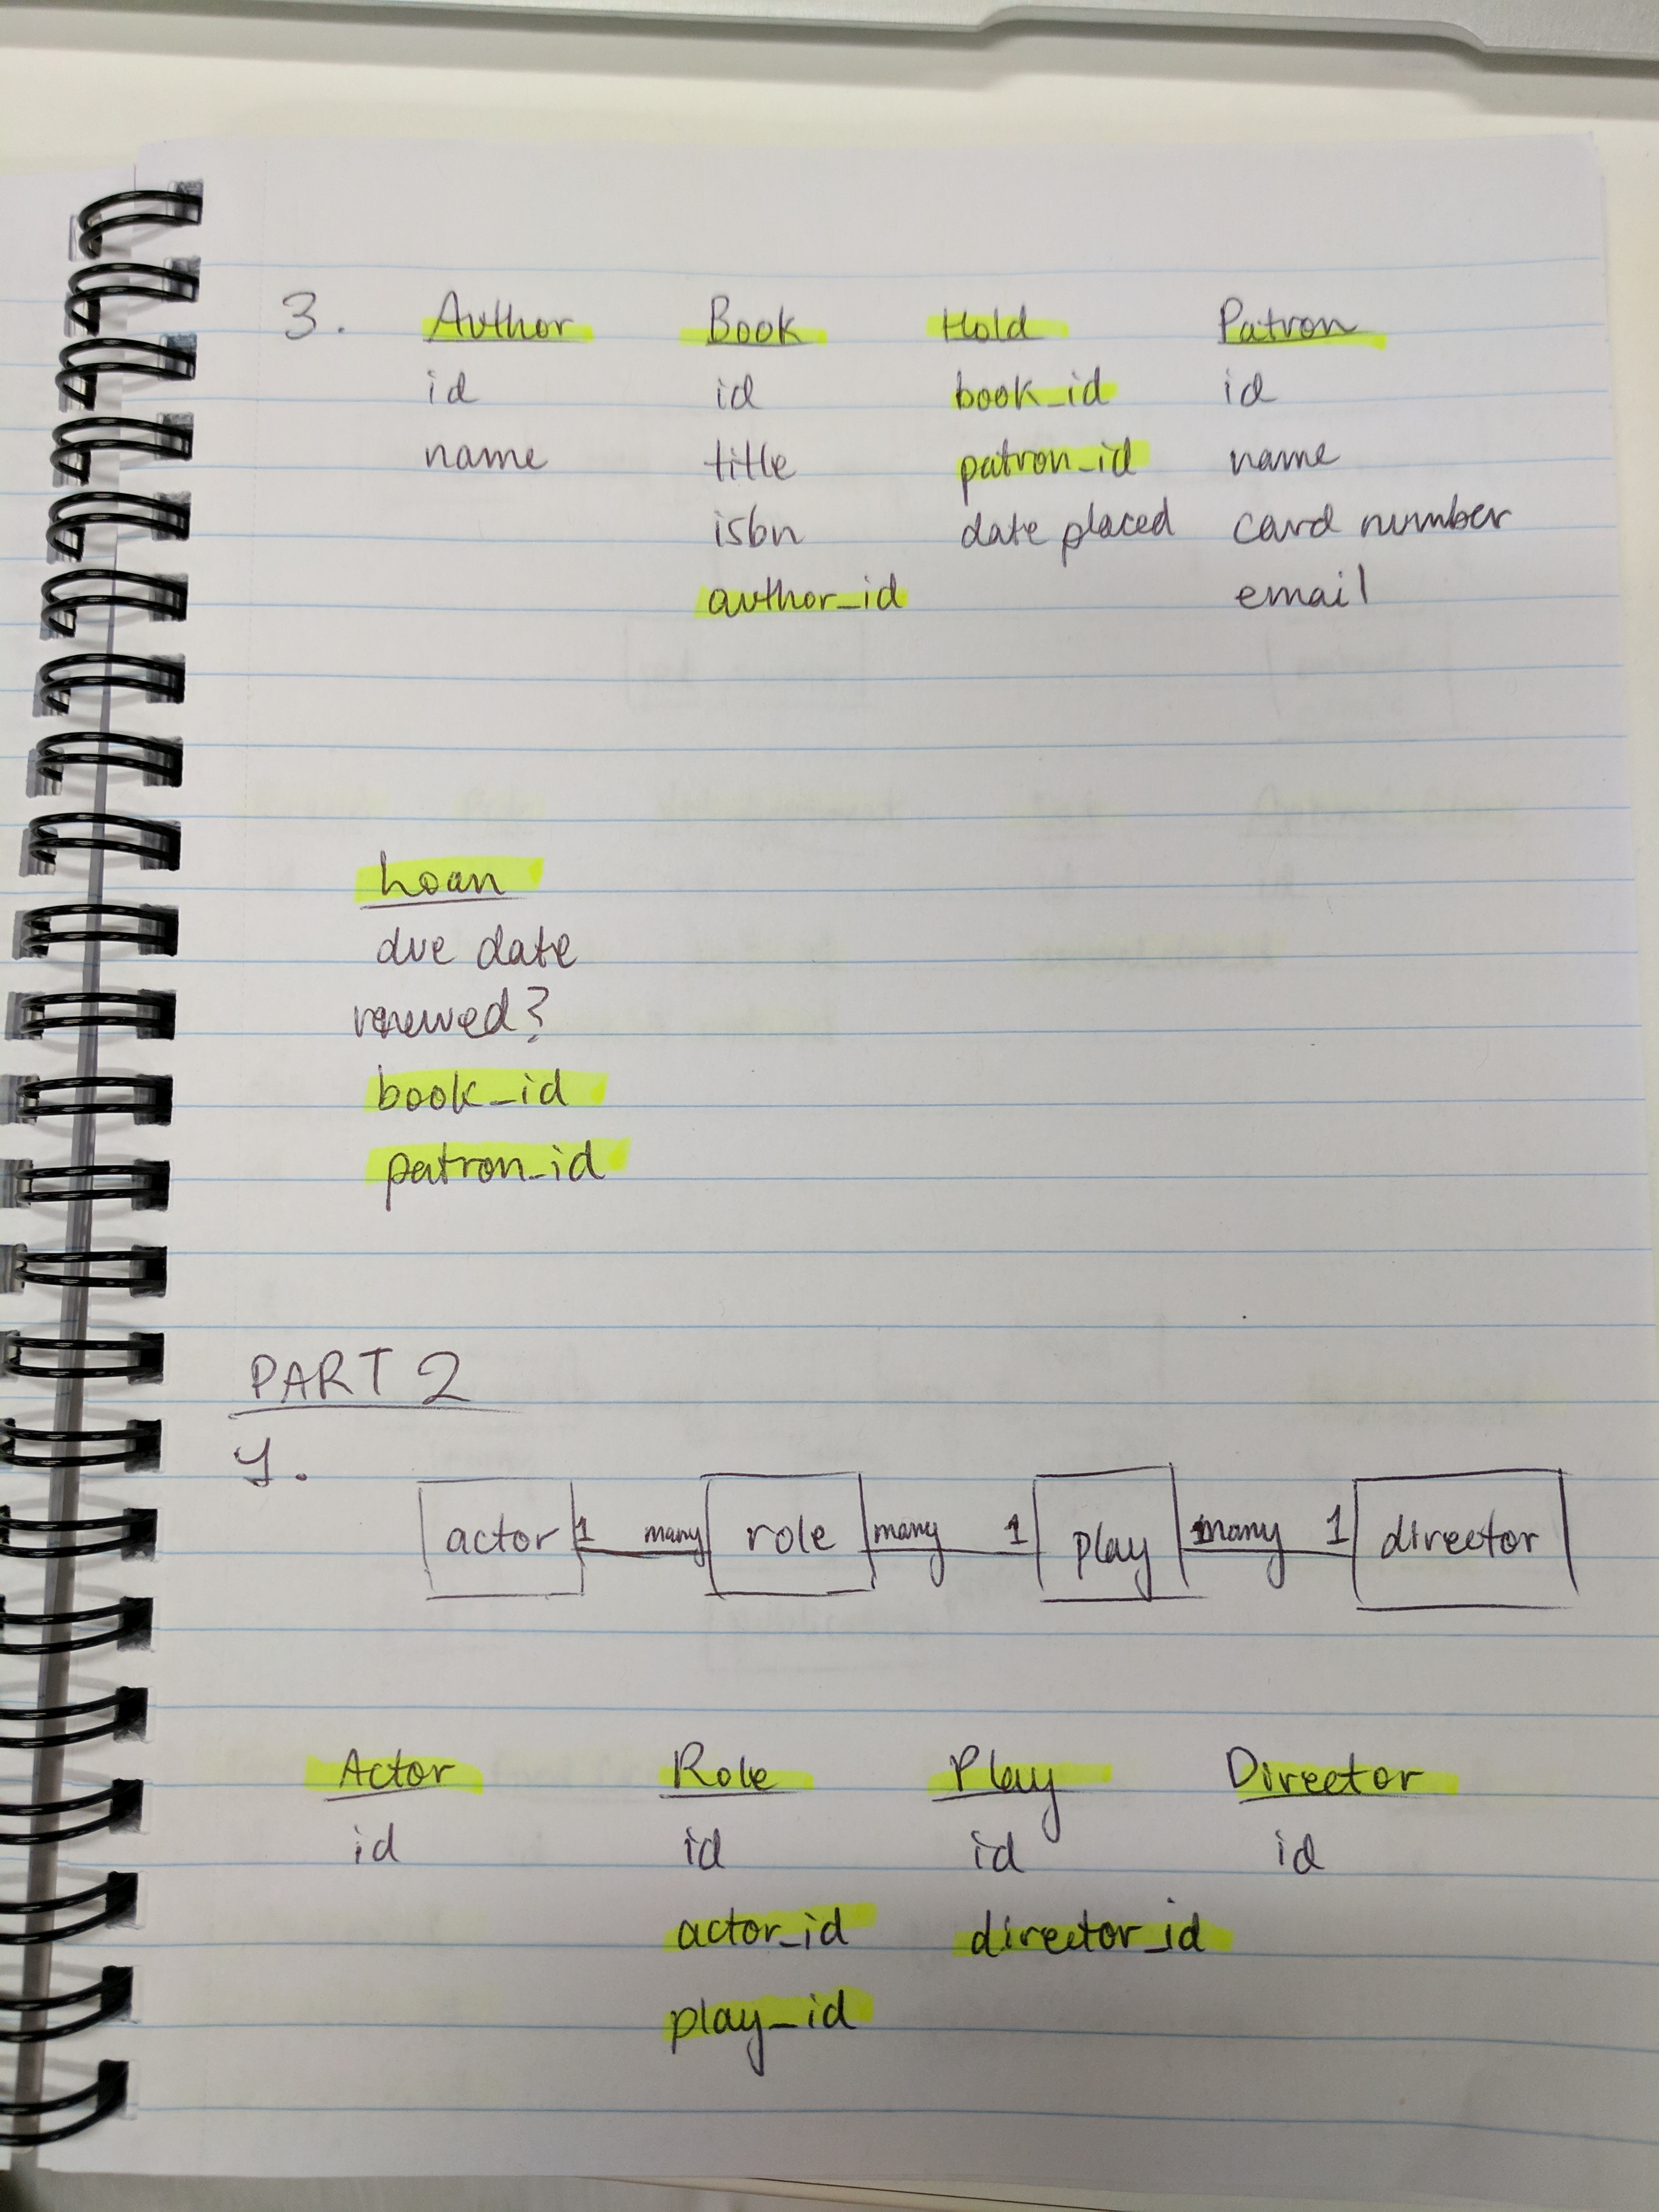 3. Author Book Hold Patron
id id book_id id
name title patron_id name
isbn date placed card number
author_id email
Loan
due date
renewed?
book_id
patron_id
PART 2
1.
actor 1 many role many 1 play many 1 director
Actor Role Play Director
id id id id
actor_id director_id
play_id